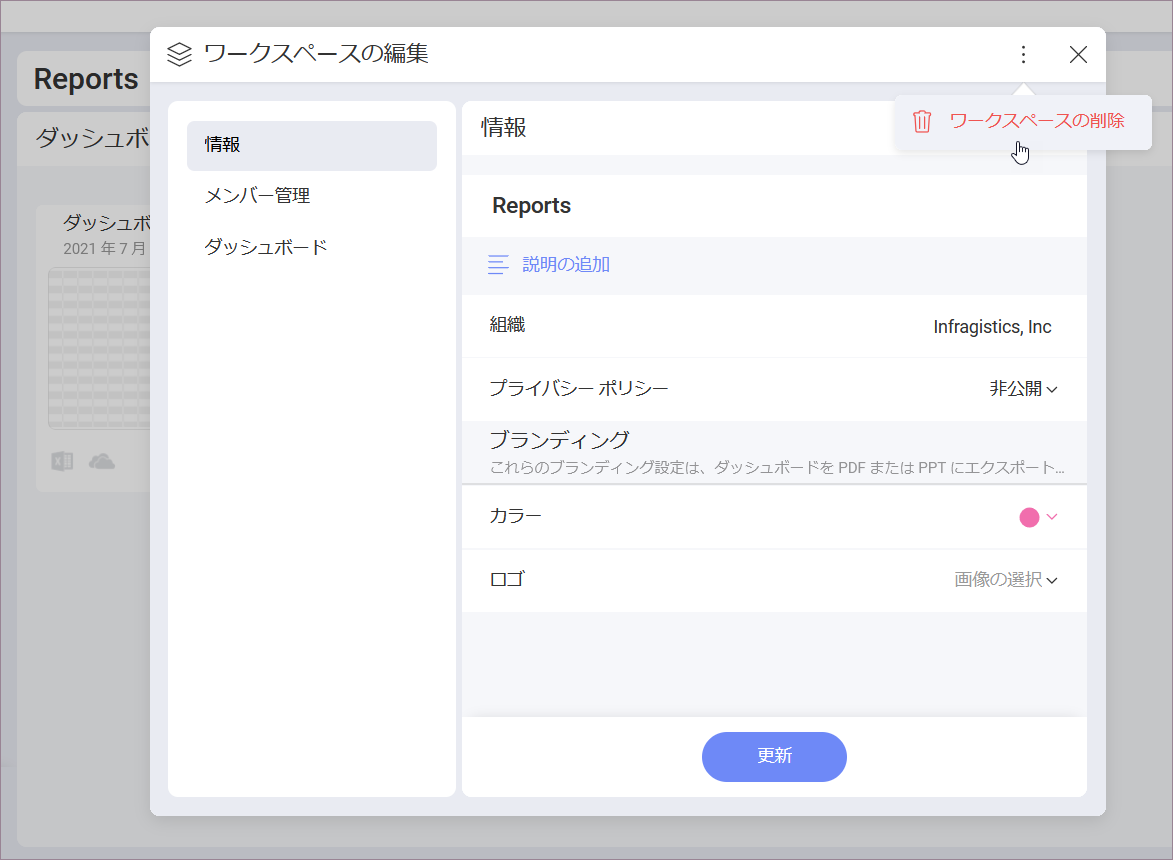 Reports
ダッシュボ
ダッシュボ
2021 年 7 月
ワークスペースの編集
ワークスペースの削除
情報
メンバー管理
ダッシュボード
情報
Reports
説明の追加
組織
Infragistics, Inc
プライバシー ポリシー
非公開
ブランディング
これらのブランディング設定は、ダッシュボードを PDF または PPT にエクスポート...
カラー
ロゴ
画像の選択
更新